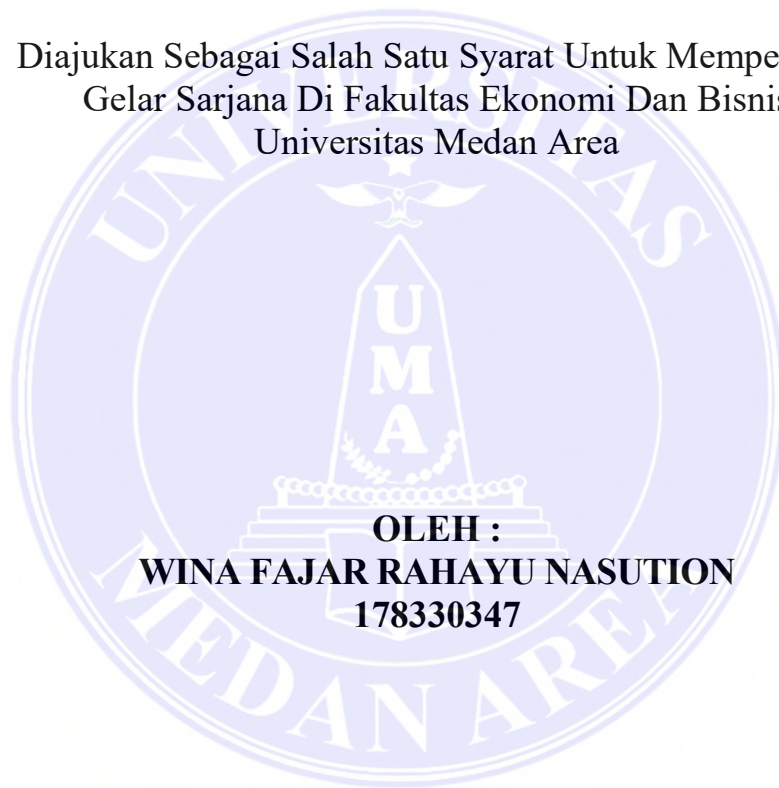 Diajukan Sebagai Salah Satu Syarat Untuk Mempe
Gelar Sarjana Di Fakultas Ekonomi Dan Bisnis
Universitas Medan Area
UNIVERSITAS
UMA
OLEH :
WINA FAJAR RAHAYU NASUTION
178330347
MEDAN AREA